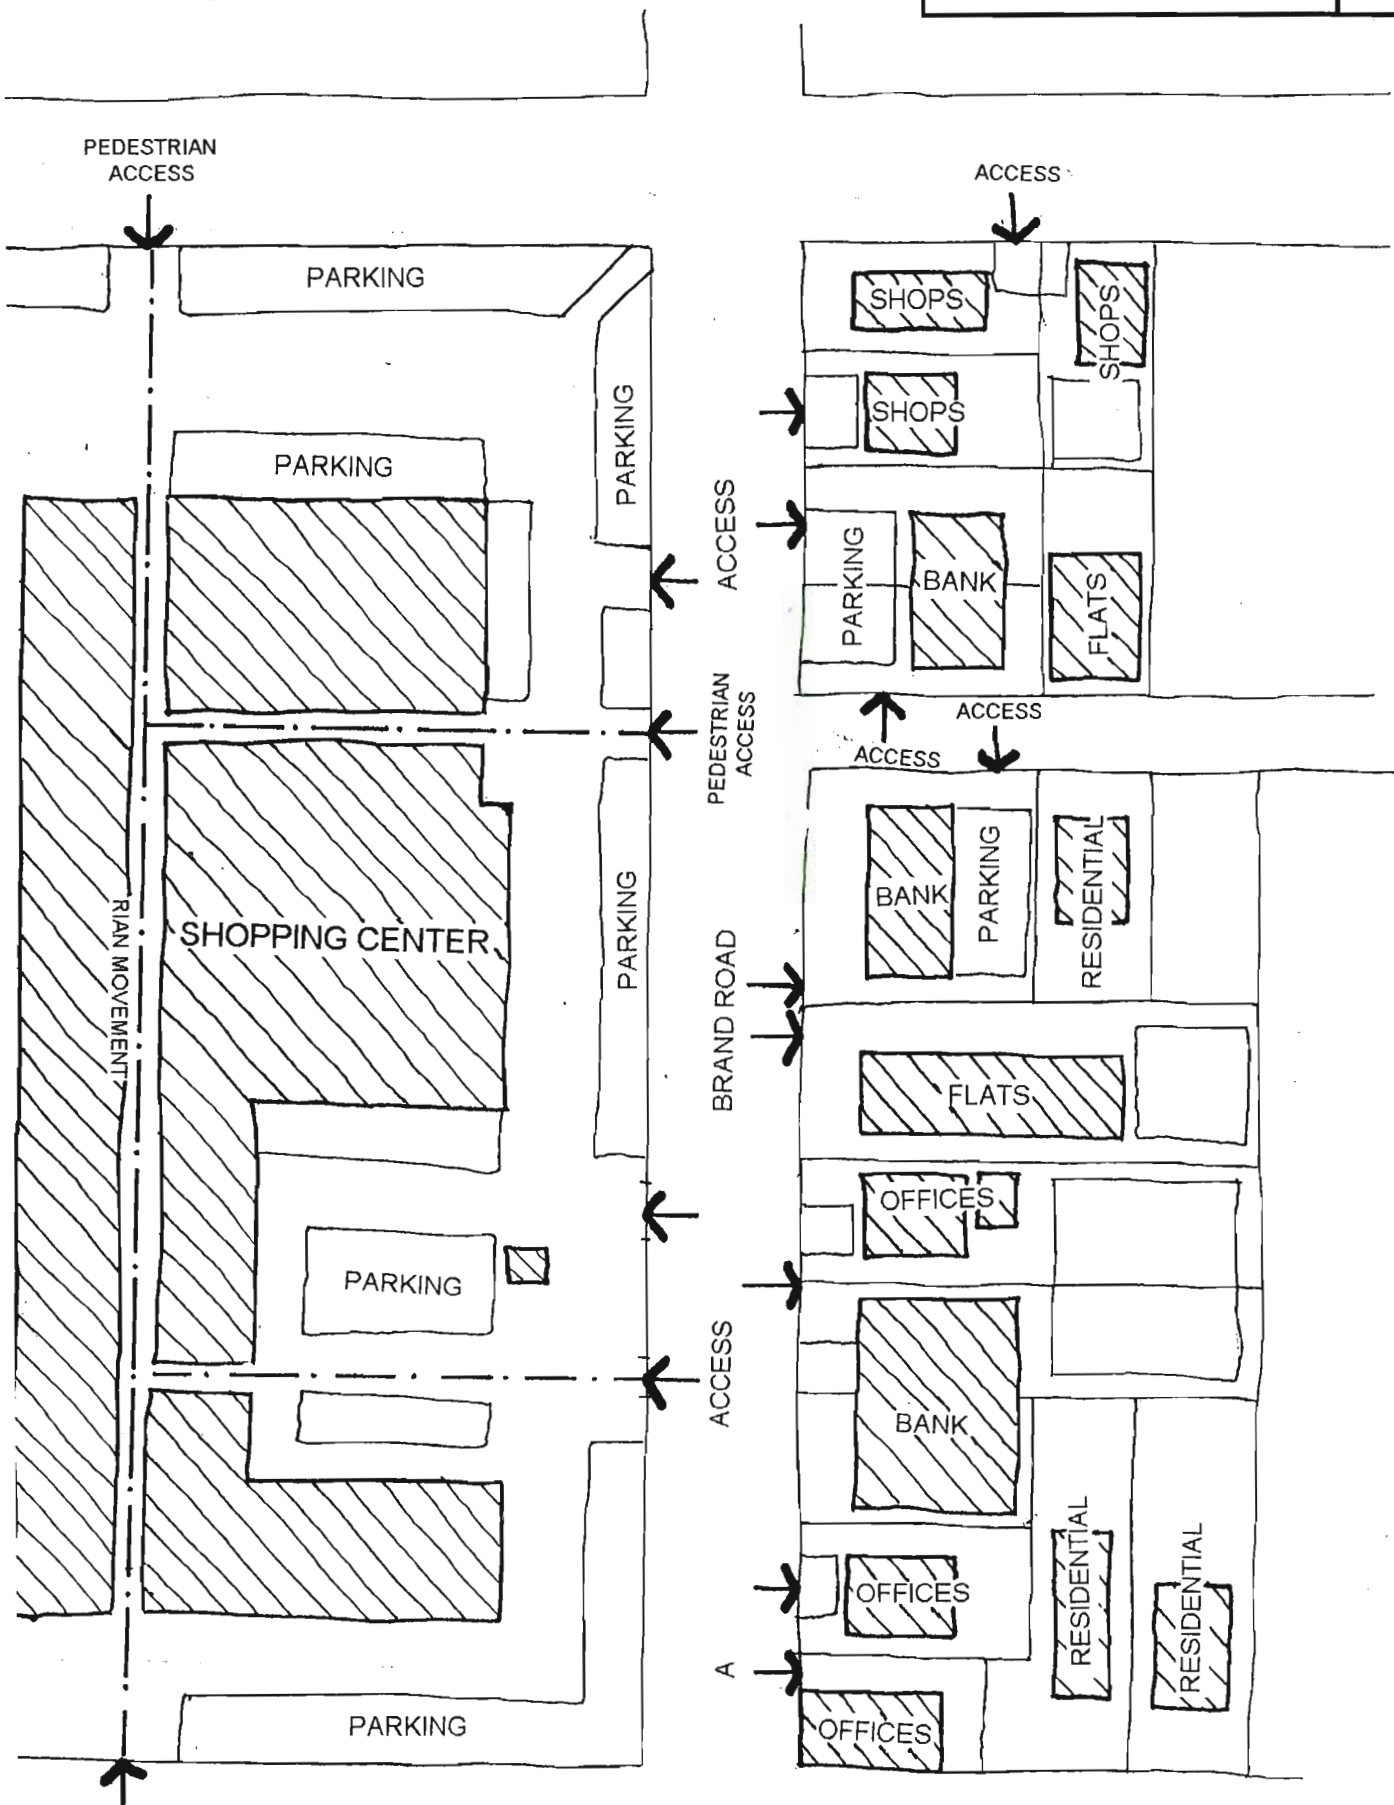 PEDESTRIAN
ACCESS
ACCESS
PARKING
SHOPS
SHOPS
PARKING
SHOPS
PARKING
ACCESS
PARKING
BANK
FLATS
PEDESTRIAN
ACCESS
ACCESS
ACCESS
BANK
PARKING
RESIDENTIAL
PARKING
SHOPPING CENTER
RIAN MOVEMENT
BRAND ROAD
FLATS
OFFICES
PARKING
ACCESS
BANK
RESIDENTIAL
RESIDENTIAL
OFFICES
A
OFFICES
PARKING